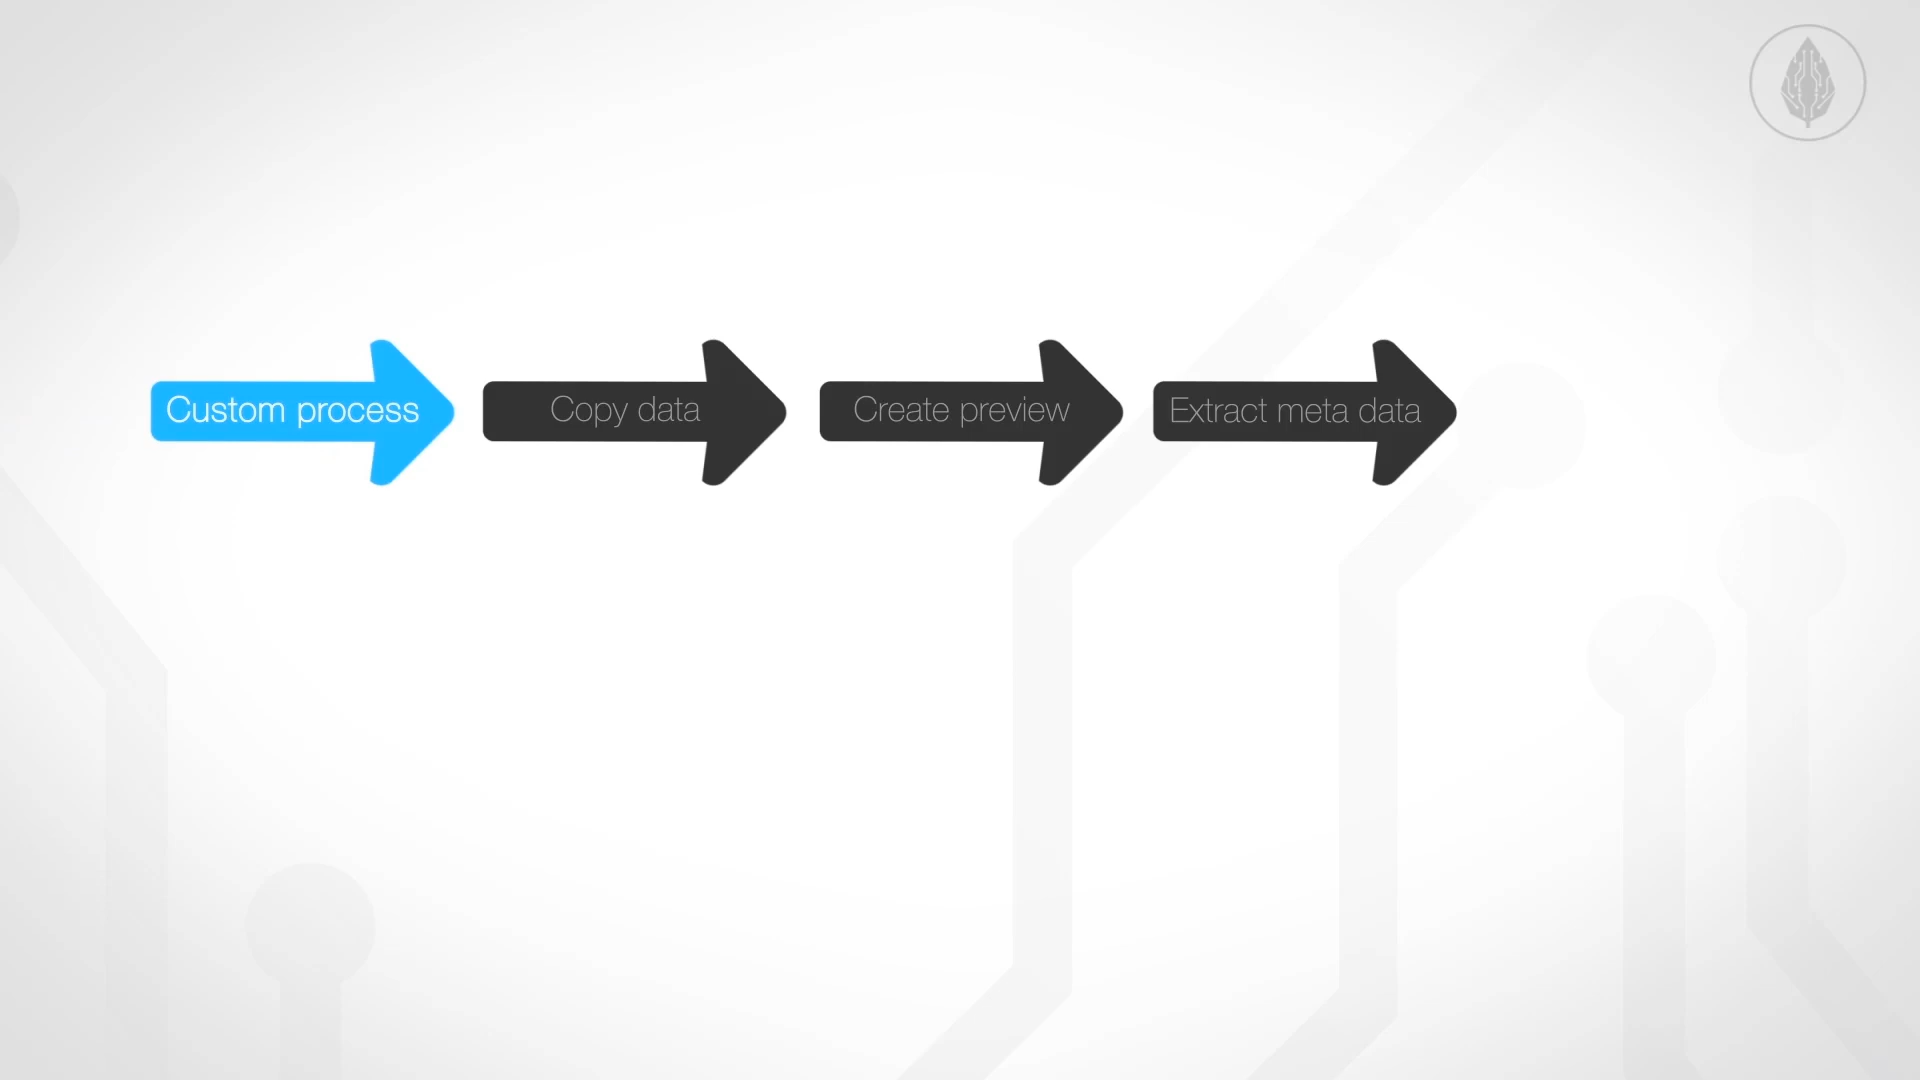 Custom process
Copy data
Create preview
Extract meta data